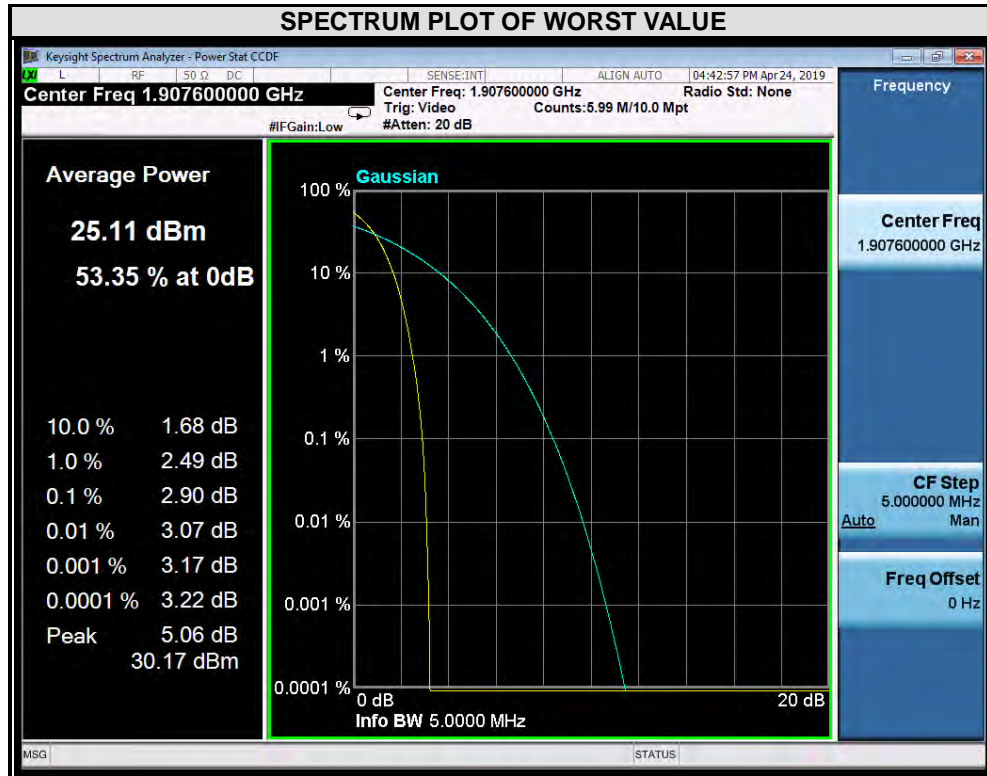 SPECTRUM PLOT OF WORST VALUE
Keysight Spectrum Analyzer - Power Stat CCDF
LXI L RF 50 Ω DC SENSE:INT ALIGN AUTO 04:42:57 PM Apr 24, 2019
Center Freq 1.907600000 GHz
Center Freq: 1.907600000 GHz Radio Std: None
Trig: Video Counts:5.99 M/10.0 Mpt
#IFGain:Low #Atten: 20 dB
Average Power
25.11 dBm
53.35 % at 0dB
10.0 % 1.68 dB
1.0 % 2.49 dB
0.1 % 2.90 dB
0.01 % 3.07 dB
0.001 % 3.17 dB
0.0001 % 3.22 dB
Peak 5.06 dB
30.17 dBm
Gaussian
100 %
10 %
1 %
0.1 %
0.01 %
0.001 %
0.0001 %
0 dB 20 dB
Info BW 5.0000 MHz
Frequency
Center Freq
1.907600000 GHz
CF Step
5.000000 MHz
Auto Man
Freq Offset
0 Hz
MSG STATUS